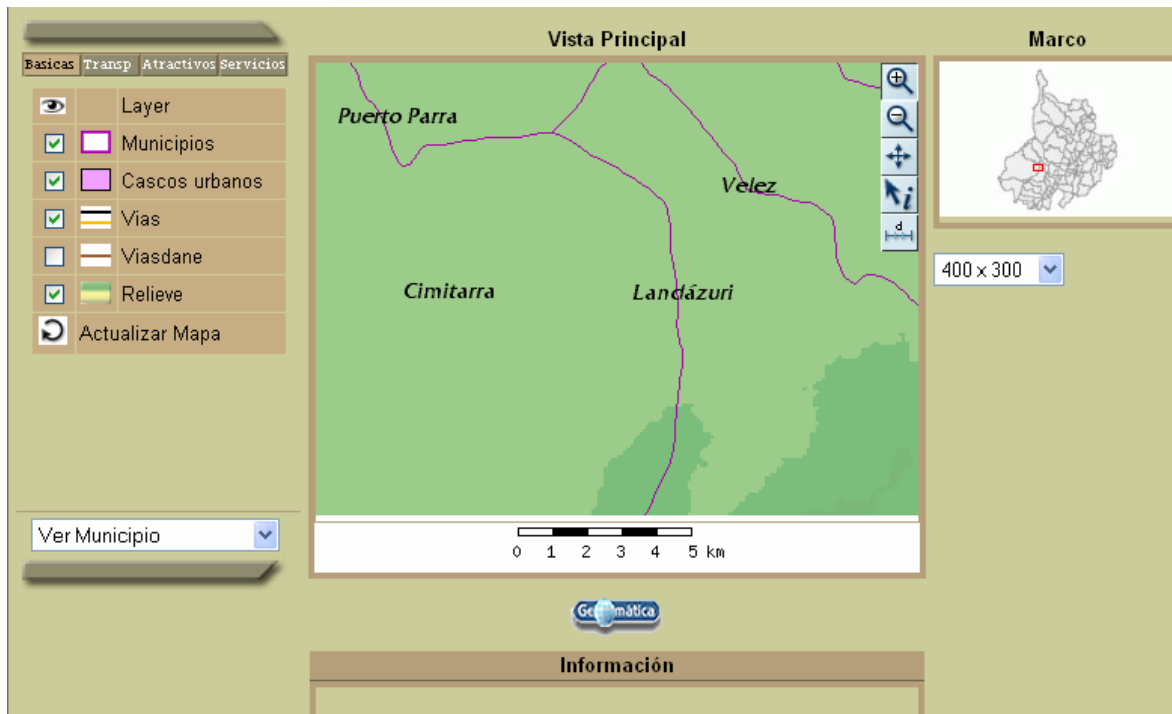 Vista Principal
Marco
Basicas Transp Atractivos Servicios
Layer
Municipios
Cascos urbanos
Vias
Viasdane
Relieve
Actualizar Mapa
Ver Municipio
Puerto Parra
Velez
Cimitarra
Landázuri
i
d
0 1 2 3 4 5 km
400 x 300
Geomática
Información